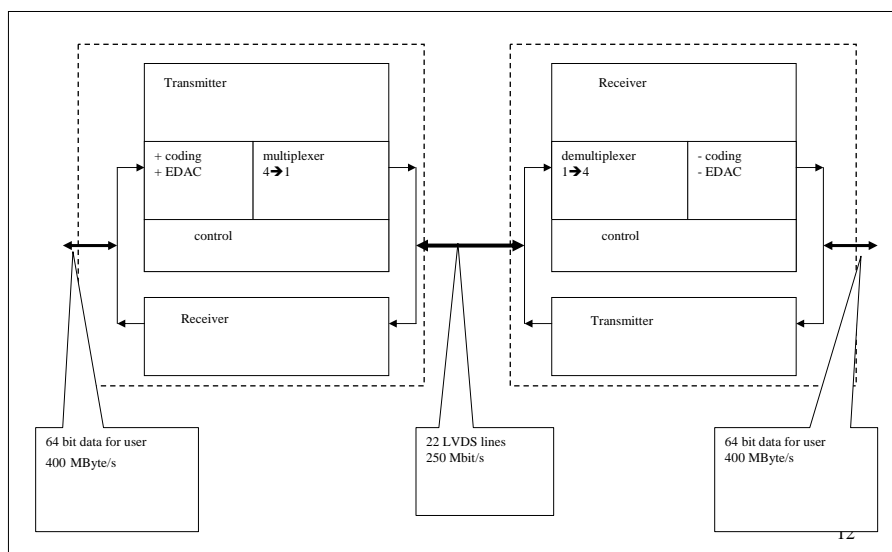 Transmitter
+ coding
+ EDAC
multiplexer
4➔1
control
Receiver
Receiver
demultiplexer
1➔4
- coding
- EDAC
control
Transmitter
64 bit data for user
400 MByte/s
22 LVDS lines
250 Mbit/s
64 bit data for user
400 MByte/s
12